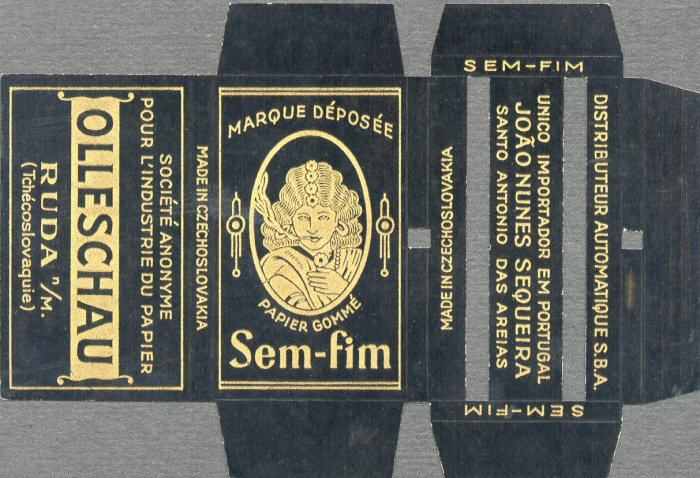 SOCIÉTÉ ANONYME
POUR L'INDUSTRIE DU PAPIER
OLLESCHAU
RUDA n/M.
(Tchécoslovaquie)
MADE IN CZECHOSLOVAKIA
MARQUE DÉPOSÉE
PAPIER GOMMÉ
Sem-fim
MADE IN CZECHOSLOVAKIA
SEM-FIM
UNICO IMPORTADOR EM PORTUGAL
JOÃO NUNES SEQUEIRA
SANTO ANTONIO DAS AREIAS
SEM-FIM
DISTRIBUTEUR AUTOMATIQUE S.B.A.